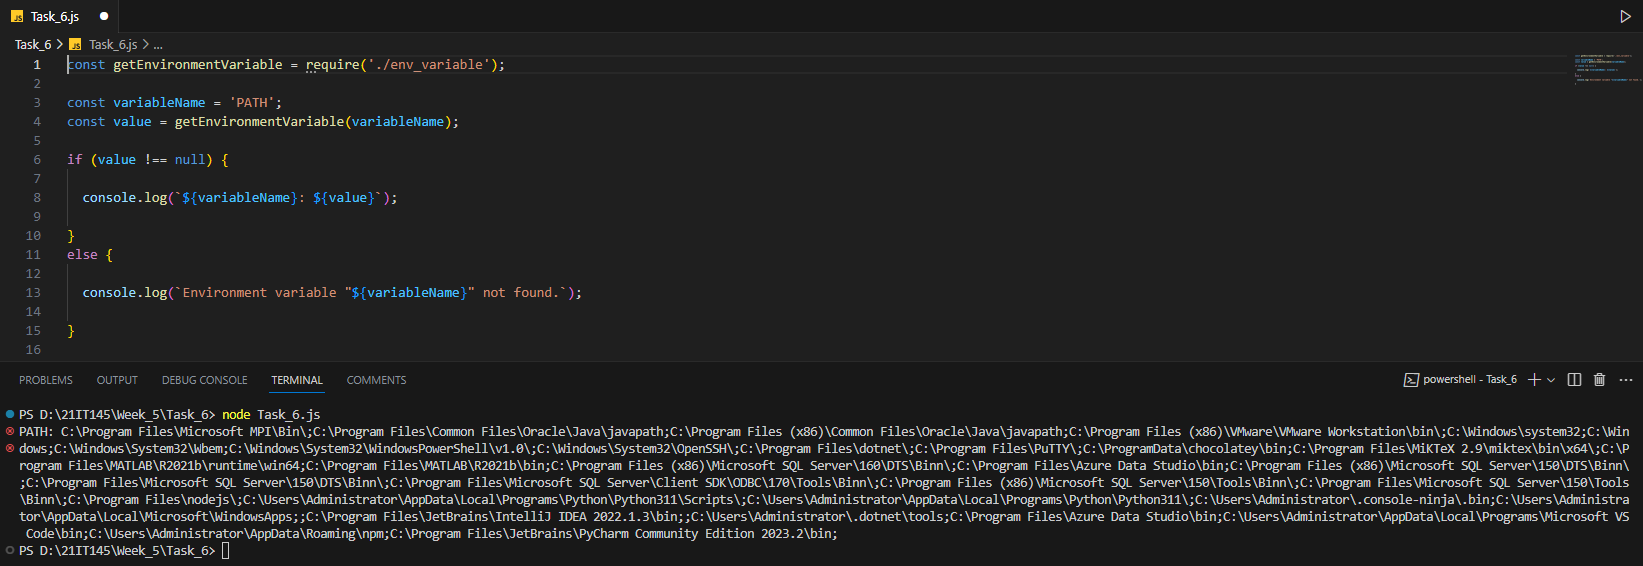 JS Task_6.js
Task_6 > JS Task_6.js > ...
1 const getEnvironmentVariable = require('./env_variable');
2
3 const variableName = 'PATH';
4 const value = getEnvironmentVariable(variableName);
5
6 if (value !== null) {
7
8 console.log(`${variableName}: ${value}`);
9
10 }
11 else {
12
13 console.log(`Environment variable "${variableName}" not found.`);
14
15 }
16
PROBLEMS OUTPUT DEBUG CONSOLE TERMINAL COMMENTS powershell - Task_6
PS D:\21IT145\Week_5\Task_6> node Task_6.js
PATH: C:\Program Files\Microsoft MPI\Bin\;C:\Program Files\Common Files\Oracle\Java\javapath;C:\Program Files (x86)\Common Files\Oracle\Java\javapath;C:\Program Files (x86)\VMware\VMware Workstation\bin\;C:\Windows\system32;C:\Win
dows;C:\Windows\System32\Wbem;C:\Windows\System32\WindowsPowerShell\v1.0\;C:\Windows\System32\OpenSSH\;C:\Program Files\dotnet\;C:\Program Files\PuTTY\;C:\ProgramData\chocolatey\bin;C:\Program Files\MiKTeX 2.9\miktex\bin\x64\;C:\P
rogram Files\MATLAB\R2021b\runtime\win64;C:\Program Files\MATLAB\R2021b\bin;C:\Program Files (x86)\Microsoft SQL Server\160\DTS\Binn\;C:\Program Files\Azure Data Studio\bin;C:\Program Files (x86)\Microsoft SQL Server\150\DTS\Binn\
;C:\Program Files\Microsoft SQL Server\150\DTS\Binn\;C:\Program Files\Microsoft SQL Server\Client SDK\ODBC\170\Tools\Binn\;C:\Program Files (x86)\Microsoft SQL Server\150\Tools\Binn\;C:\Program Files\Microsoft SQL Server\150\Tools
\Binn\;C:\Program Files\nodejs\;C:\Users\Administrator\AppData\Local\Programs\Python\Python311\Scripts\;C:\Users\Administrator\AppData\Local\Programs\Python\Python311\;C:\Users\Administrator\.console-ninja\.bin;C:\Users\Administra
tor\AppData\Local\Microsoft\WindowsApps;;C:\Program Files\JetBrains\IntelliJ IDEA 2022.1.3\bin;;C:\Users\Administrator\.dotnet\tools;C:\Program Files\Azure Data Studio\bin;C:\Users\Administrator\AppData\Local\Programs\Microsoft VS
Code\bin;C:\Users\Administrator\AppData\Roaming\npm;C:\Program Files\JetBrains\PyCharm Community Edition 2023.2\bin;
PS D:\21IT145\Week_5\Task_6>